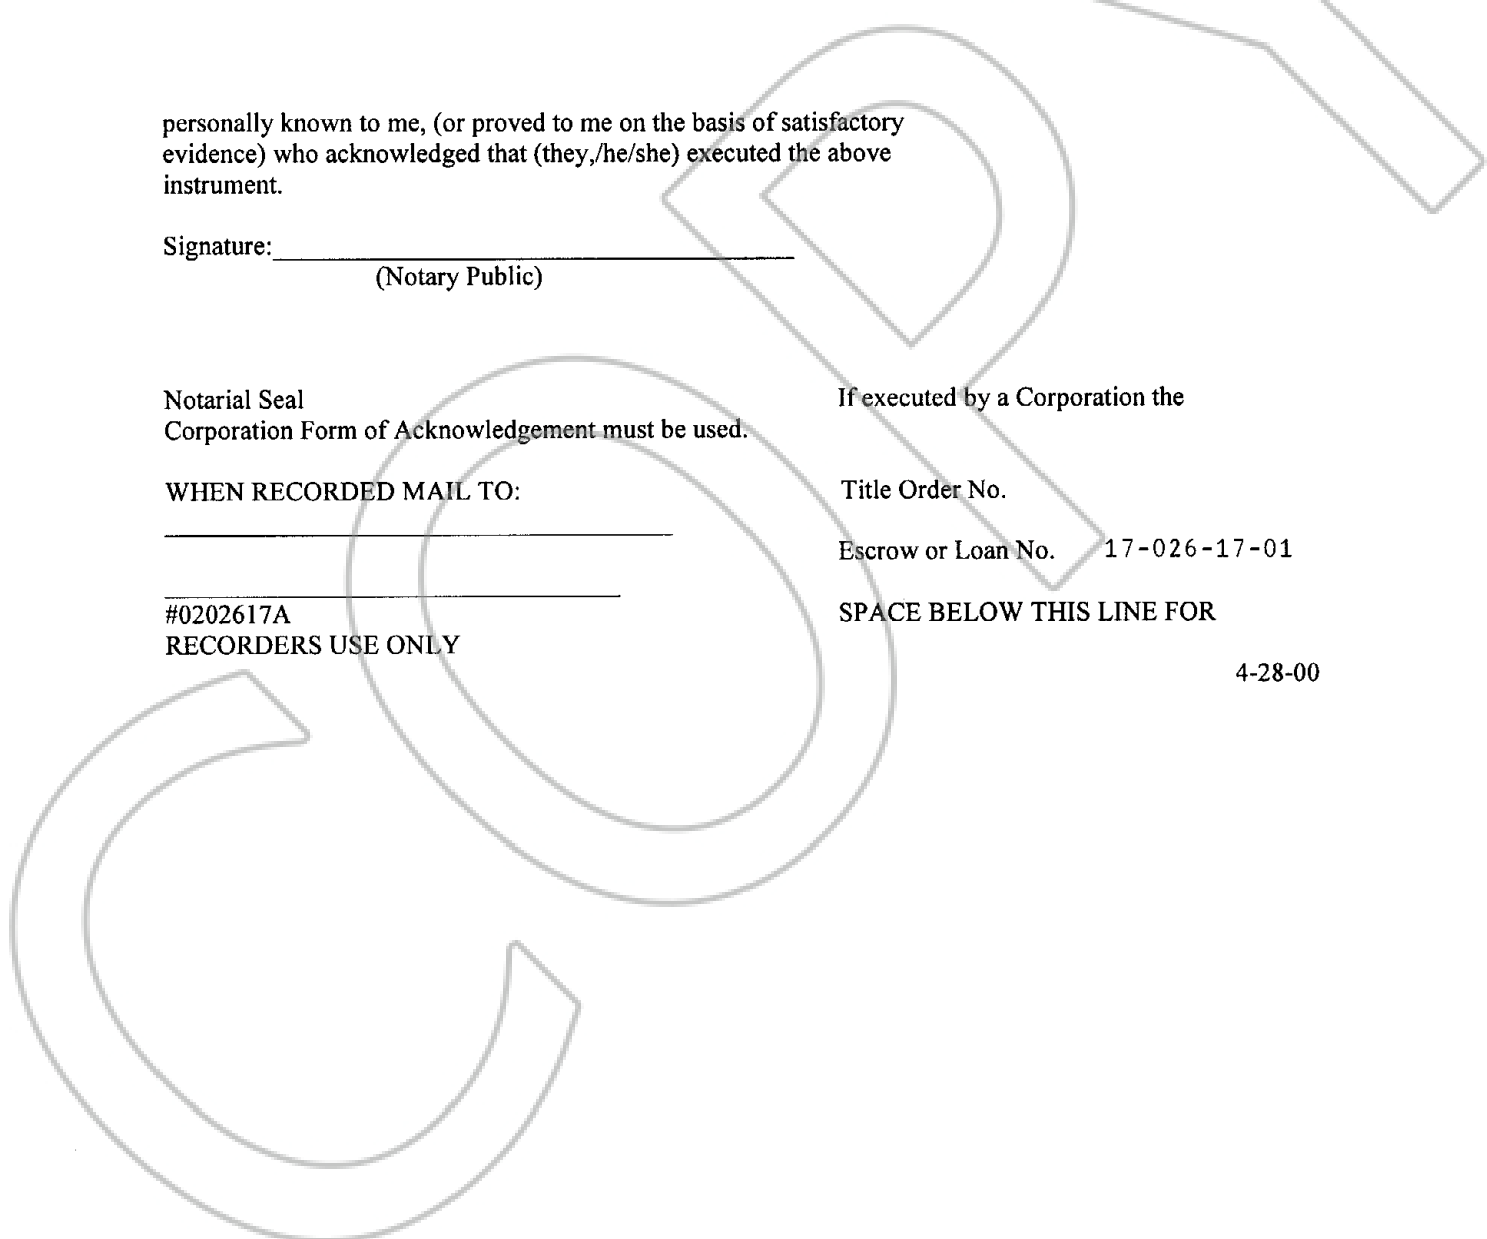 personally known to me, (or proved to me on the basis of satisfactory
evidence) who acknowledged that (they,/he/she) executed the above
instrument.
Signature:
(Notary Public)
Notarial Seal If executed by a Corporation the
Corporation Form of Acknowledgement must be used.
WHEN RECORDED MAIL TO: Title Order No.
Escrow or Loan No. 17-026-17-01
#0202617A SPACE BELOW THIS LINE FOR
RECORDERS USE ONLY
4-28-00
COPY